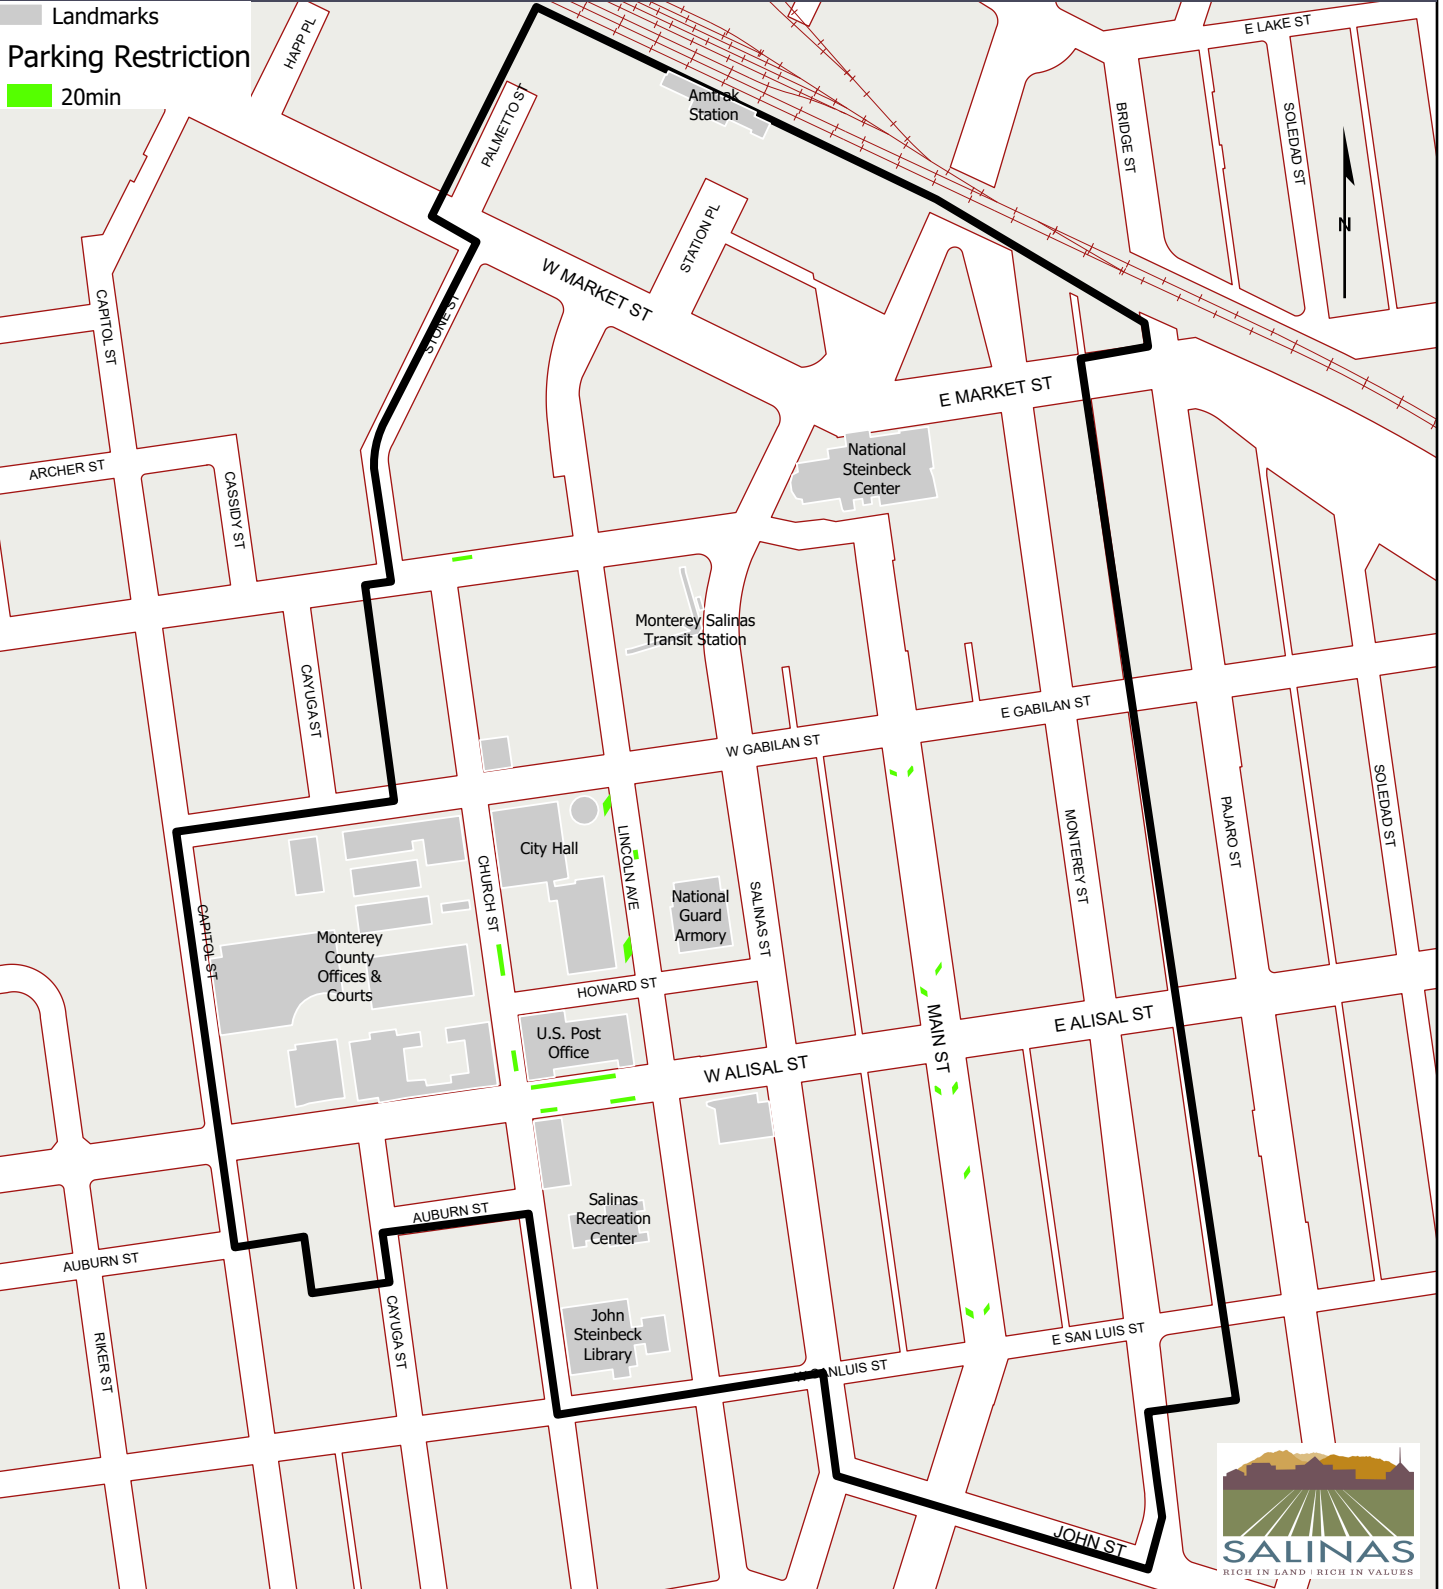 Landmarks
Parking Restriction
20min
HAPP PL
PALMETTO ST
Amtrak
Station
E LAKE ST
BRIDGE ST
SOLEDAD ST
N
STATION PL
W MARKET ST
CAPITOL ST
STONE ST
E MARKET ST
ARCHER ST
CASSIDY ST
National
Steinbeck
Center
Monterey Salinas
Transit Station
CAYUGA ST
E GABILAN ST
W GABILAN ST
SOLEDAD ST
PAJARO ST
MONTEREY ST
City Hall
LINCOLN AVE
CHURCH ST
National
Guard
Armory
SALINAS ST
CAPITOL ST
Monterey
County
Offices &
Courts
HOWARD ST
U.S. Post
Office
MAIN ST
E ALISAL ST
W ALISAL ST
Salinas
Recreation
Center
AUBURN ST
AUBURN ST
CAYUGA ST
RIKER ST
John
Steinbeck
Library
E SAN LUIS ST
W SANLUIS ST
JOHN ST
SALINAS
RICH IN LAND | RICH IN VALUES